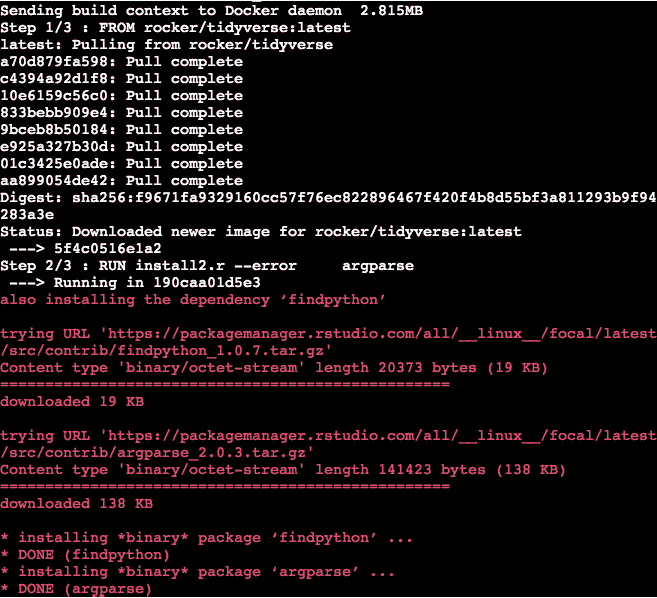 Sending build context to Docker daemon  2.815MB
Step 1/3 : FROM rocker/tidyverse:latest
latest: Pulling from rocker/tidyverse
a70d879fa598: Pull complete
c4394a92d1f8: Pull complete
10e6159c56c0: Pull complete
833bebb909e4: Pull complete
9bceb8b50184: Pull complete
e925a327b30d: Pull complete
01c3425e0ade: Pull complete
aa899054de42: Pull complete
Digest: sha256:f9671fa9329160cc57f76ec822896467f420f4b8d55bf3a811293b9f94
283a3e
Status: Downloaded newer image for rocker/tidyverse:latest
 ---> 5f4c0516e1a2
Step 2/3 : RUN install2.r --error     argparse
 ---> Running in 190caa01d5e3
also installing the dependency ‘findpython’
trying URL 'https://packagemanager.rstudio.com/all/__linux__/focal/latest
/src/contrib/findpython_1.0.7.tar.gz'
Content type 'binary/octet-stream' length 20373 bytes (19 KB)
==================================================
downloaded 19 KB
trying URL 'https://packagemanager.rstudio.com/all/__linux__/focal/latest
/src/contrib/argparse_2.0.3.tar.gz'
Content type 'binary/octet-stream' length 141423 bytes (138 KB)
==================================================
downloaded 138 KB
* installing *binary* package ‘findpython’ ...
* DONE (findpython)
* installing *binary* package ‘argparse’ ...
* DONE (argparse)